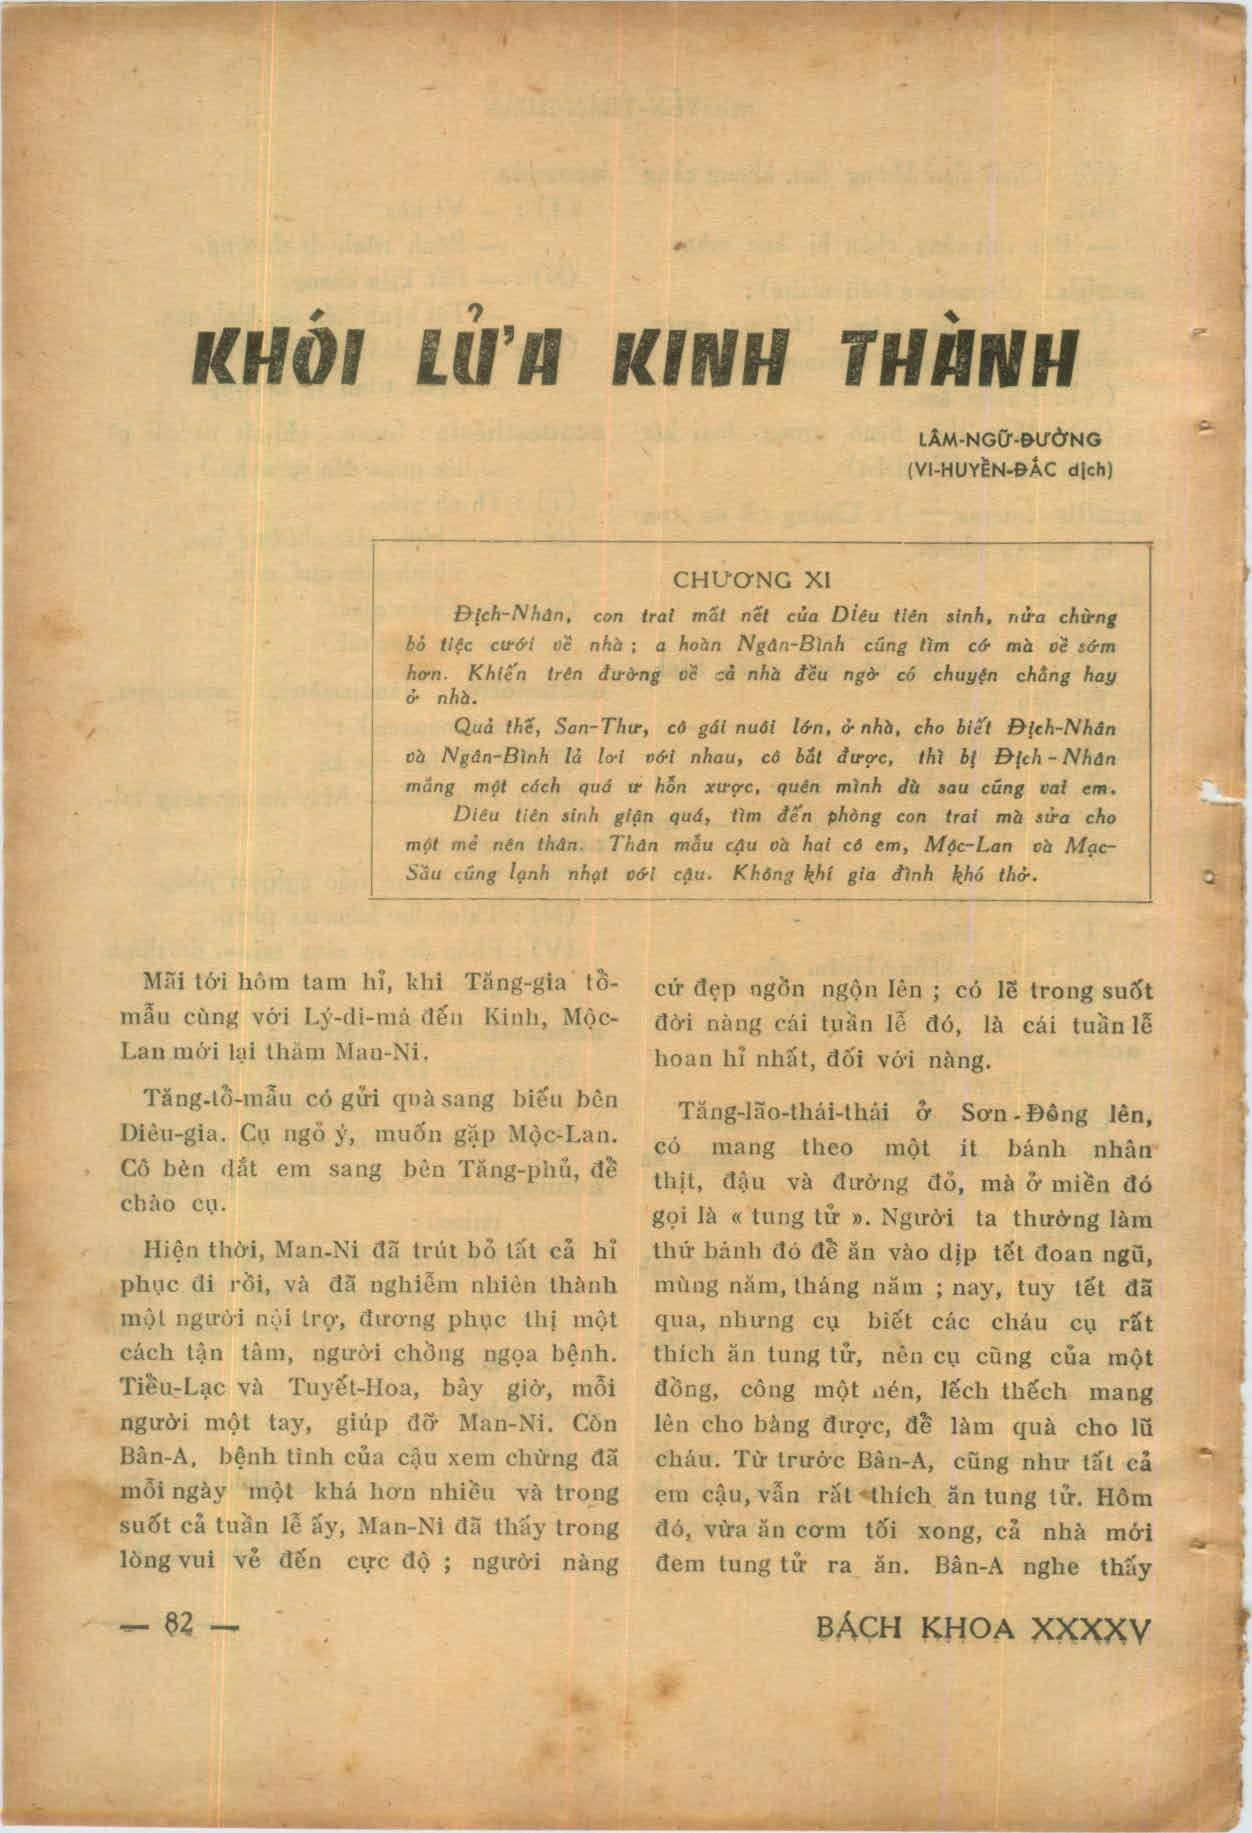 KHÓI LỬA KINH THÀNH
LÂM-NGỮ-ĐƯỜNG
(VI-HUYỀN-ĐẮC dịch)
CHƯƠNG XI
Địch-Nhân, con trai mất nết của Diêu tiên sinh, nửa chừng
bỏ tiệc cưới về nhà ; a hoàn Ngân-Bình cũng tìm cớ mà về sớm
hơn. Khiến trên đường về cả nhà đều ngờ có chuyện chẳng hay
ở nhà.
Quả thế, San-Thư, cô gái nuôi lớn, ở nhà, cho biết Địch-Nhân
và Ngân-Bình lả lơi với nhau, cô bắt được, thì bị Địch-Nhân
mắng một cách quá ư hỗn xược, quên mình dù sau cũng vai em.
Diêu tiên sinh giận quá, tìm đến phòng con trai mà sửa cho
một mẻ nên thân. Thân mẫu cậu và hai cô em, Mộc-Lan và Mạc-
Sầu cũng lạnh nhạt với cậu. Không khí gia đình khó thở.
Mãi tới hôm tam hỉ, khi Tăng-gia tồ-
mẫu cùng với Lý-di-má đến Kinh, Mộc-
Lan mới lại thăm Man-Ni.
Tăng-tồ-mẫu có gửi quà sang biếu bên
Diêu-gia. Cụ ngỏ ý, muốn gặp Mộc-Lan.
Cô bèn dắt em sang bên Tăng-phủ, đề
chào cụ.
Hiện thời, Man-Ni đã trút bỏ tất cả hỉ
phục đi rồi, và đã nghiễm nhiên thành
một người nội trợ, đương phục thị một
cách tận tâm, người chồng ngọa bệnh.
Tiều-Lạc và Tuyết-Hoa, bây giờ, mỗi
người một tay, giúp đỡ Man-Ni. Còn
Bân-A, bệnh tình của cậu xem chừng đã
mỗi ngày một khá hơn nhiều và trong
suốt cả tuần lễ ấy, Man-Ni đã thấy trong
lòng vui vẻ đến cực độ ; người nàng
cứ đẹp ngồn ngộn lên ; có lẽ trong suốt
đời nàng cái tuần lễ đó, là cái tuần lễ
hoan hỉ nhất, đối với nàng.
Tăng-lão-thái-thái ở Sơn-Đông lên,
có mang theo một ít bánh nhân
thịt, đậu và đường đỏ, mà ở miền đó
gọi là « tung tử ». Người ta thường làm
thứ bánh đó đề ăn vào dịp tết đoan ngũ,
mùng năm, tháng năm ; nay, tuy tết đã
qua, nhưng cụ biết các cháu cụ rất
thích ăn tung tử, nên cụ cũng của một
đồng, công một nén, lếch thếch mang
lên cho bằng được, đề làm quà cho lũ
cháu. Từ trước Bân-A, cũng như tất cả
em cậu, vẫn rất thích ăn tung tử. Hôm
đó, vừa ăn cơm tối xong, cả nhà mới
đem tung tử ra ăn. Bân-A nghe thấy
— 82 —
BÁCH KHOA XXXXV